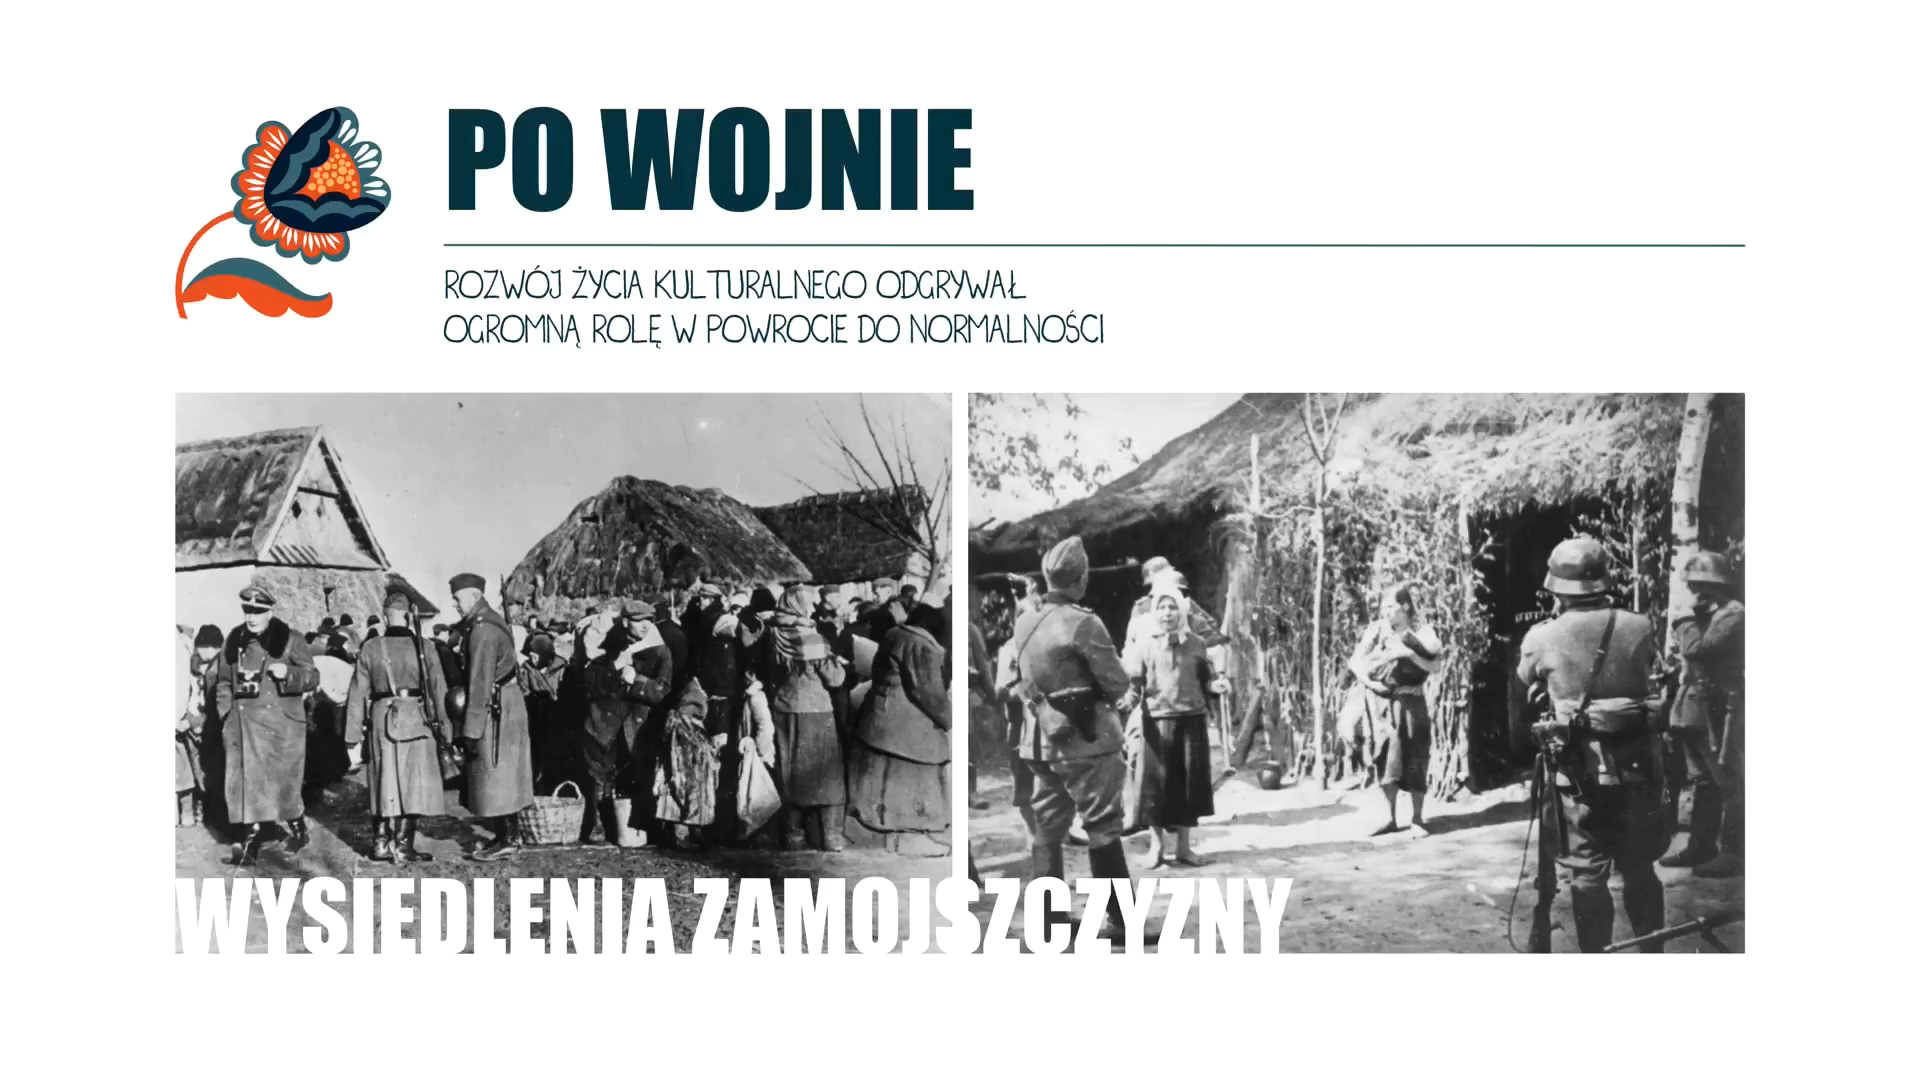 PO WOJNIE
ROZWÓJ ŻYCIA KULTURALNEGO ODGRYWAŁ
OGROMNĄ ROLĘ W POWROCIE DO NORMALNOŚCI
WYSIEDLENIA ZAMOJSZCZYZNY